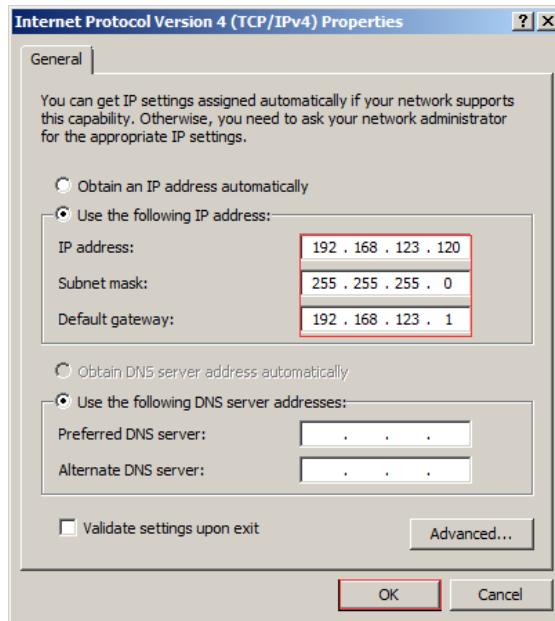 Internet Protocol Version 4 (TCP/IPv4) Properties
General
You can get IP settings assigned automatically if your network supports
this capability. Otherwise, you need to ask your network administrator
for the appropriate IP settings.
Obtain an IP address automatically
Use the following IP address:
IP address: 192 . 168 . 123 . 120
Subnet mask: 255 . 255 . 255 . 0
Default gateway: 192 . 168 . 123 . 1
Obtain DNS server address automatically
Use the following DNS server addresses:
Preferred DNS server: . . .
Alternate DNS server: . . .
Validate settings upon exit
Advanced...
OK Cancel